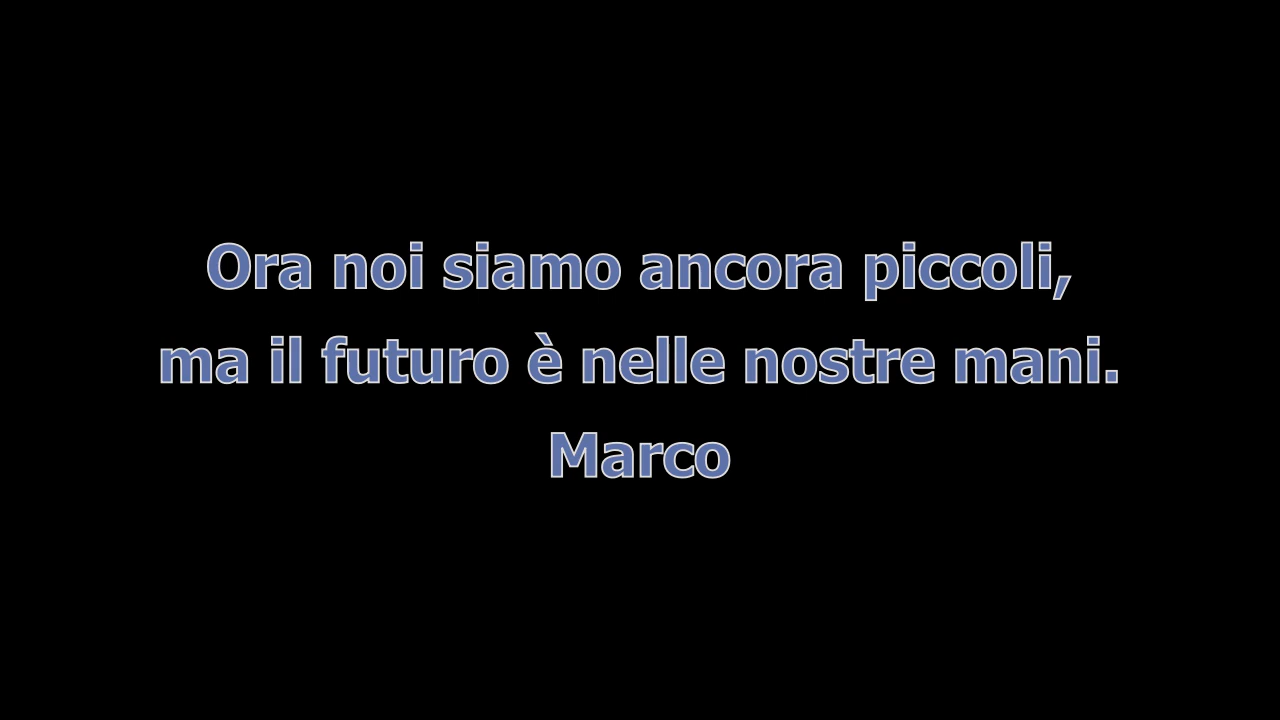 Ora noi siamo ancora piccoli,
ma il futuro è nelle nostre mani.
Marco